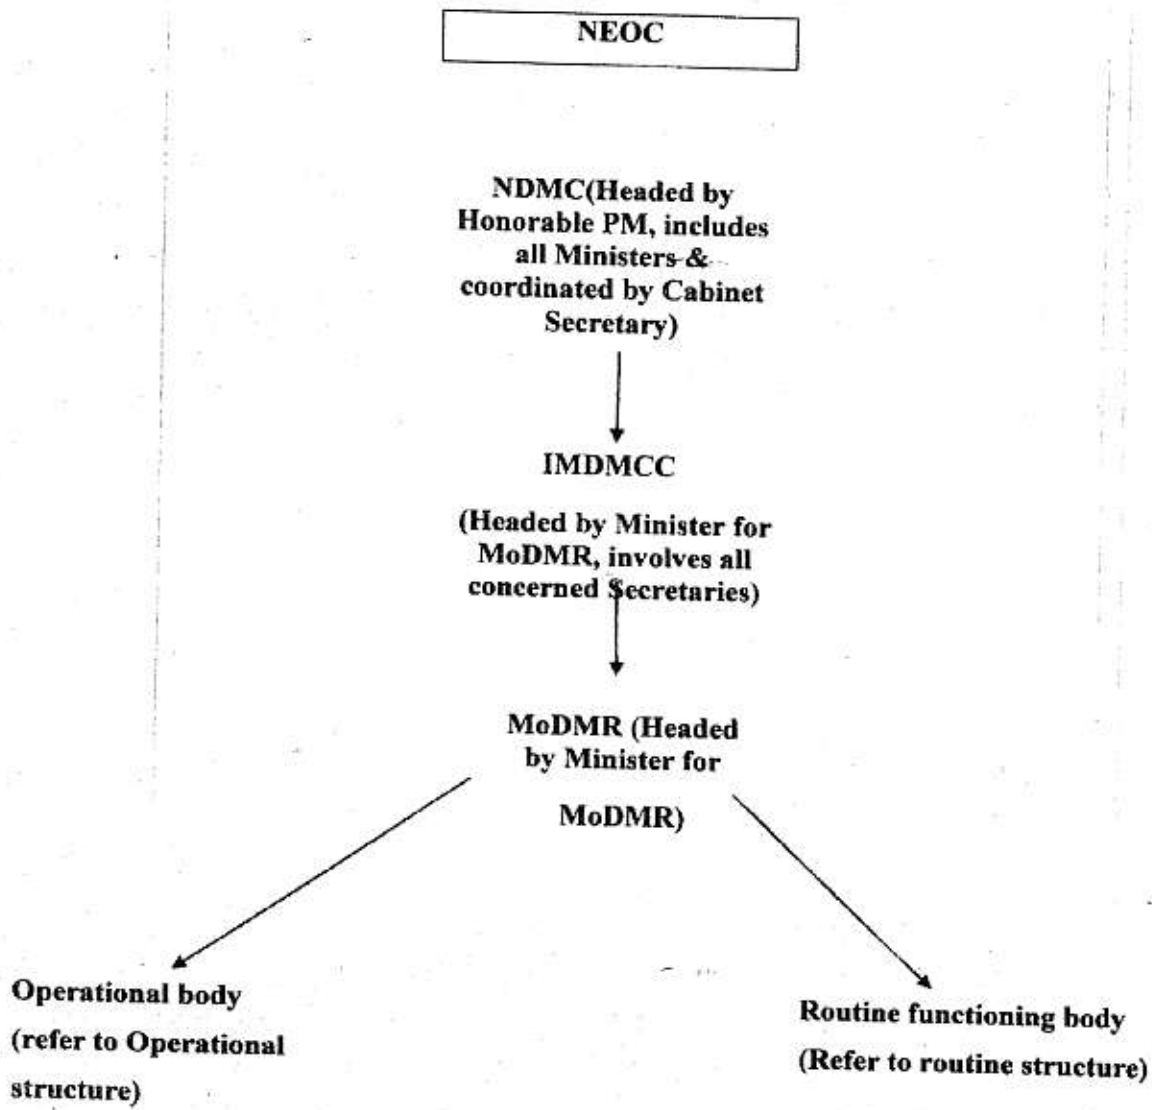 NEOC
NDMC(Headed by
Honorable PM, includes
all Ministers &
coordinated by Cabinet
Secretary)
IMDMCC
(Headed by Minister for
MoDMR, involves all
concerned Secretaries)
MoDMR (Headed
by Minister for
MoDMR)
Operational body
(refer to Operational
structure)
Routine functioning body
(Refer to routine structure)